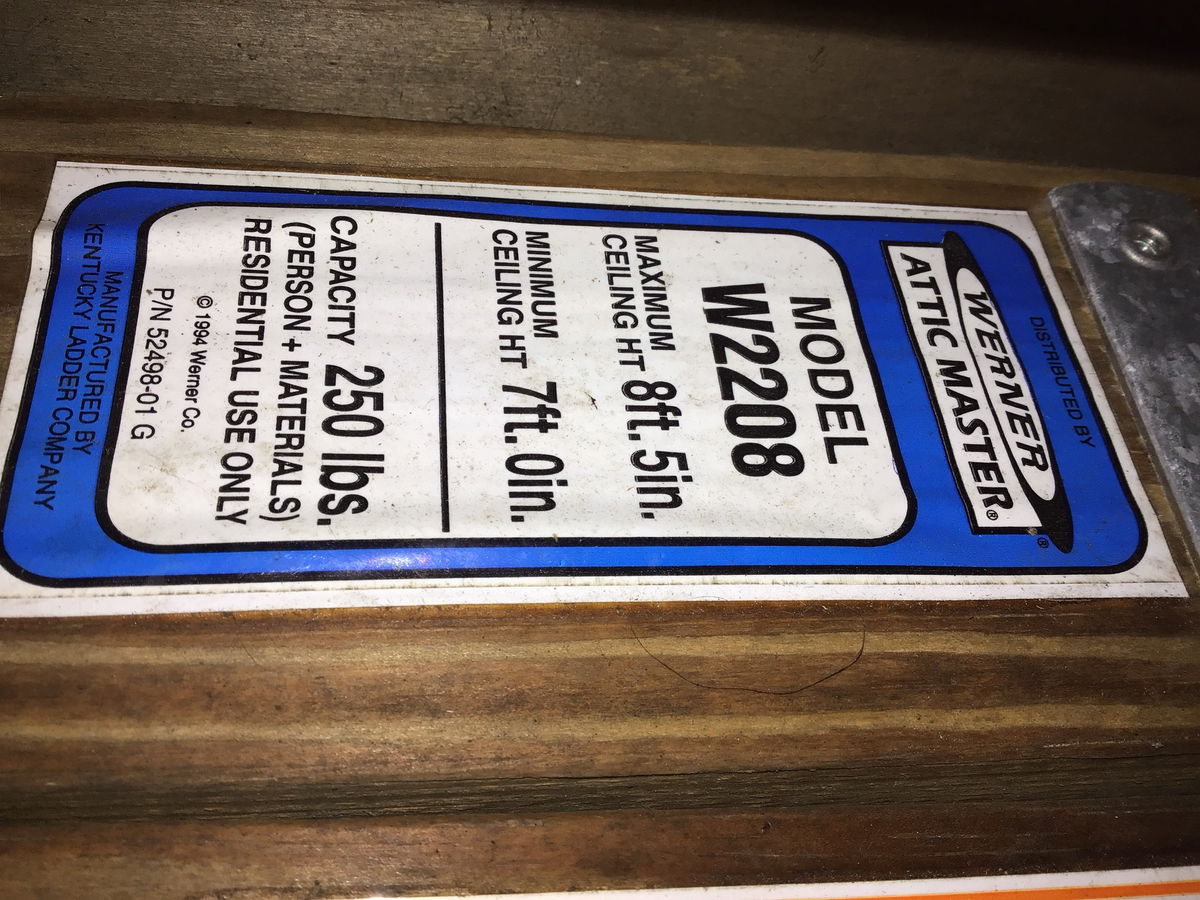 DISTRIBUTED BY
WERNER®
ATTIC MASTER®
MODEL
W2208
MAXIMUM
CEILING HT 8ft. 5in.
MINIMUM
CEILING HT 7ft. 0in.
CAPACITY 250 lbs.
(PERSON + MATERIALS)
RESIDENTIAL USE ONLY
© 1994 Werner Co.
P/N 52498-01 G
MANUFACTURED BY
KENTUCKY LADDER COMPANY